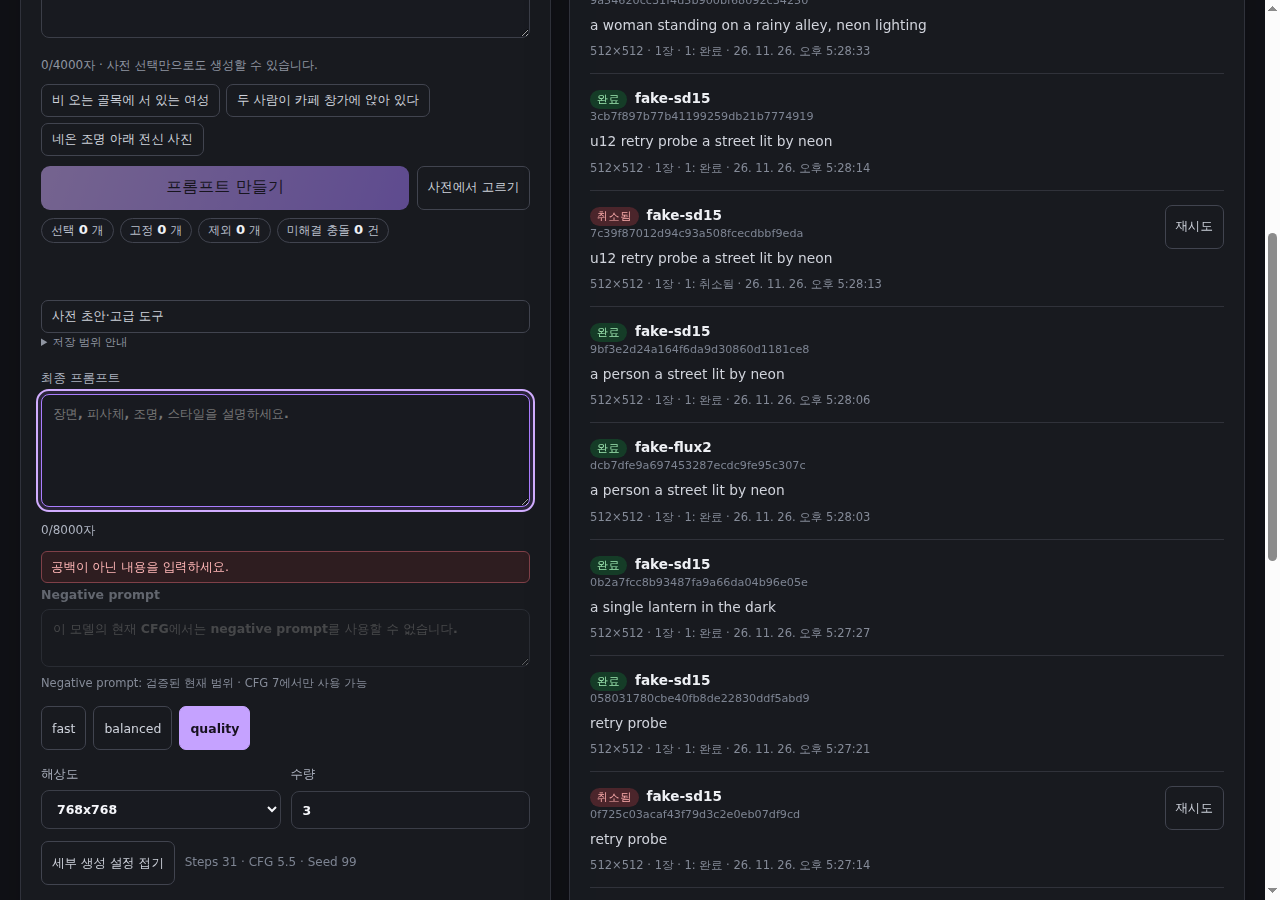 0/4000자 · 사전 선택만으로도 생성할 수 있습니다.
비 오는 골목에 서 있는 여성
두 사람이 카페 창가에 앉아 있다
네온 조명 아래 전신 사진
프롬프트 만들기
사전에서 고르기
선택 0 개
고정 0 개
제외 0 개
미해결 충돌 0 건
사전 초안·고급 도구
▶ 저장 범위 안내
최종 프롬프트
장면, 피사체, 조명, 스타일을 설명하세요.
0/8000자
공백이 아닌 내용을 입력하세요.
Negative prompt
이 모델의 현재 CFG에서는 negative prompt를 사용할 수 없습니다.
Negative prompt: 검증된 현재 범위 · CFG 7에서만 사용 가능
fast
balanced
quality
해상도
수량
768x768
3
세부 생성 설정 접기
Steps 31 · CFG 5.5 · Seed 99
a woman standing on a rainy alley, neon lighting
512×512 · 1장 · 1: 완료 · 26. 11. 26. 오후 5:28:33
완료 fake-sd15
3cb7f897b77b41199259db21b7774919
u12 retry probe a street lit by neon
512×512 · 1장 · 1: 완료 · 26. 11. 26. 오후 5:28:14
취소됨 fake-sd15
7c39f87012d94c93a508fcecdbbf9eda
u12 retry probe a street lit by neon
512×512 · 1장 · 1: 취소됨 · 26. 11. 26. 오후 5:28:13
재시도
완료 fake-sd15
9bf3e2d24a164f6da9d30860d1181ce8
a person a street lit by neon
512×512 · 1장 · 1: 완료 · 26. 11. 26. 오후 5:28:06
완료 fake-flux2
dcb7dfe9a697453287ecdc9fe95c307c
a person a street lit by neon
512×512 · 1장 · 1: 완료 · 26. 11. 26. 오후 5:28:03
완료 fake-sd15
0b2a7fcc8b93487fa9a66da04b96e05e
a single lantern in the dark
512×512 · 1장 · 1: 완료 · 26. 11. 26. 오후 5:27:27
완료 fake-sd15
058031780cbe40fb8de22830ddf5abd9
retry probe
512×512 · 1장 · 1: 완료 · 26. 11. 26. 오후 5:27:21
취소됨 fake-sd15
0f725c03acaf43f79d3c2e0eb07df9cd
retry probe
512×512 · 1장 · 1: 완료 · 26. 11. 26. 오후 5:27:14
재시도